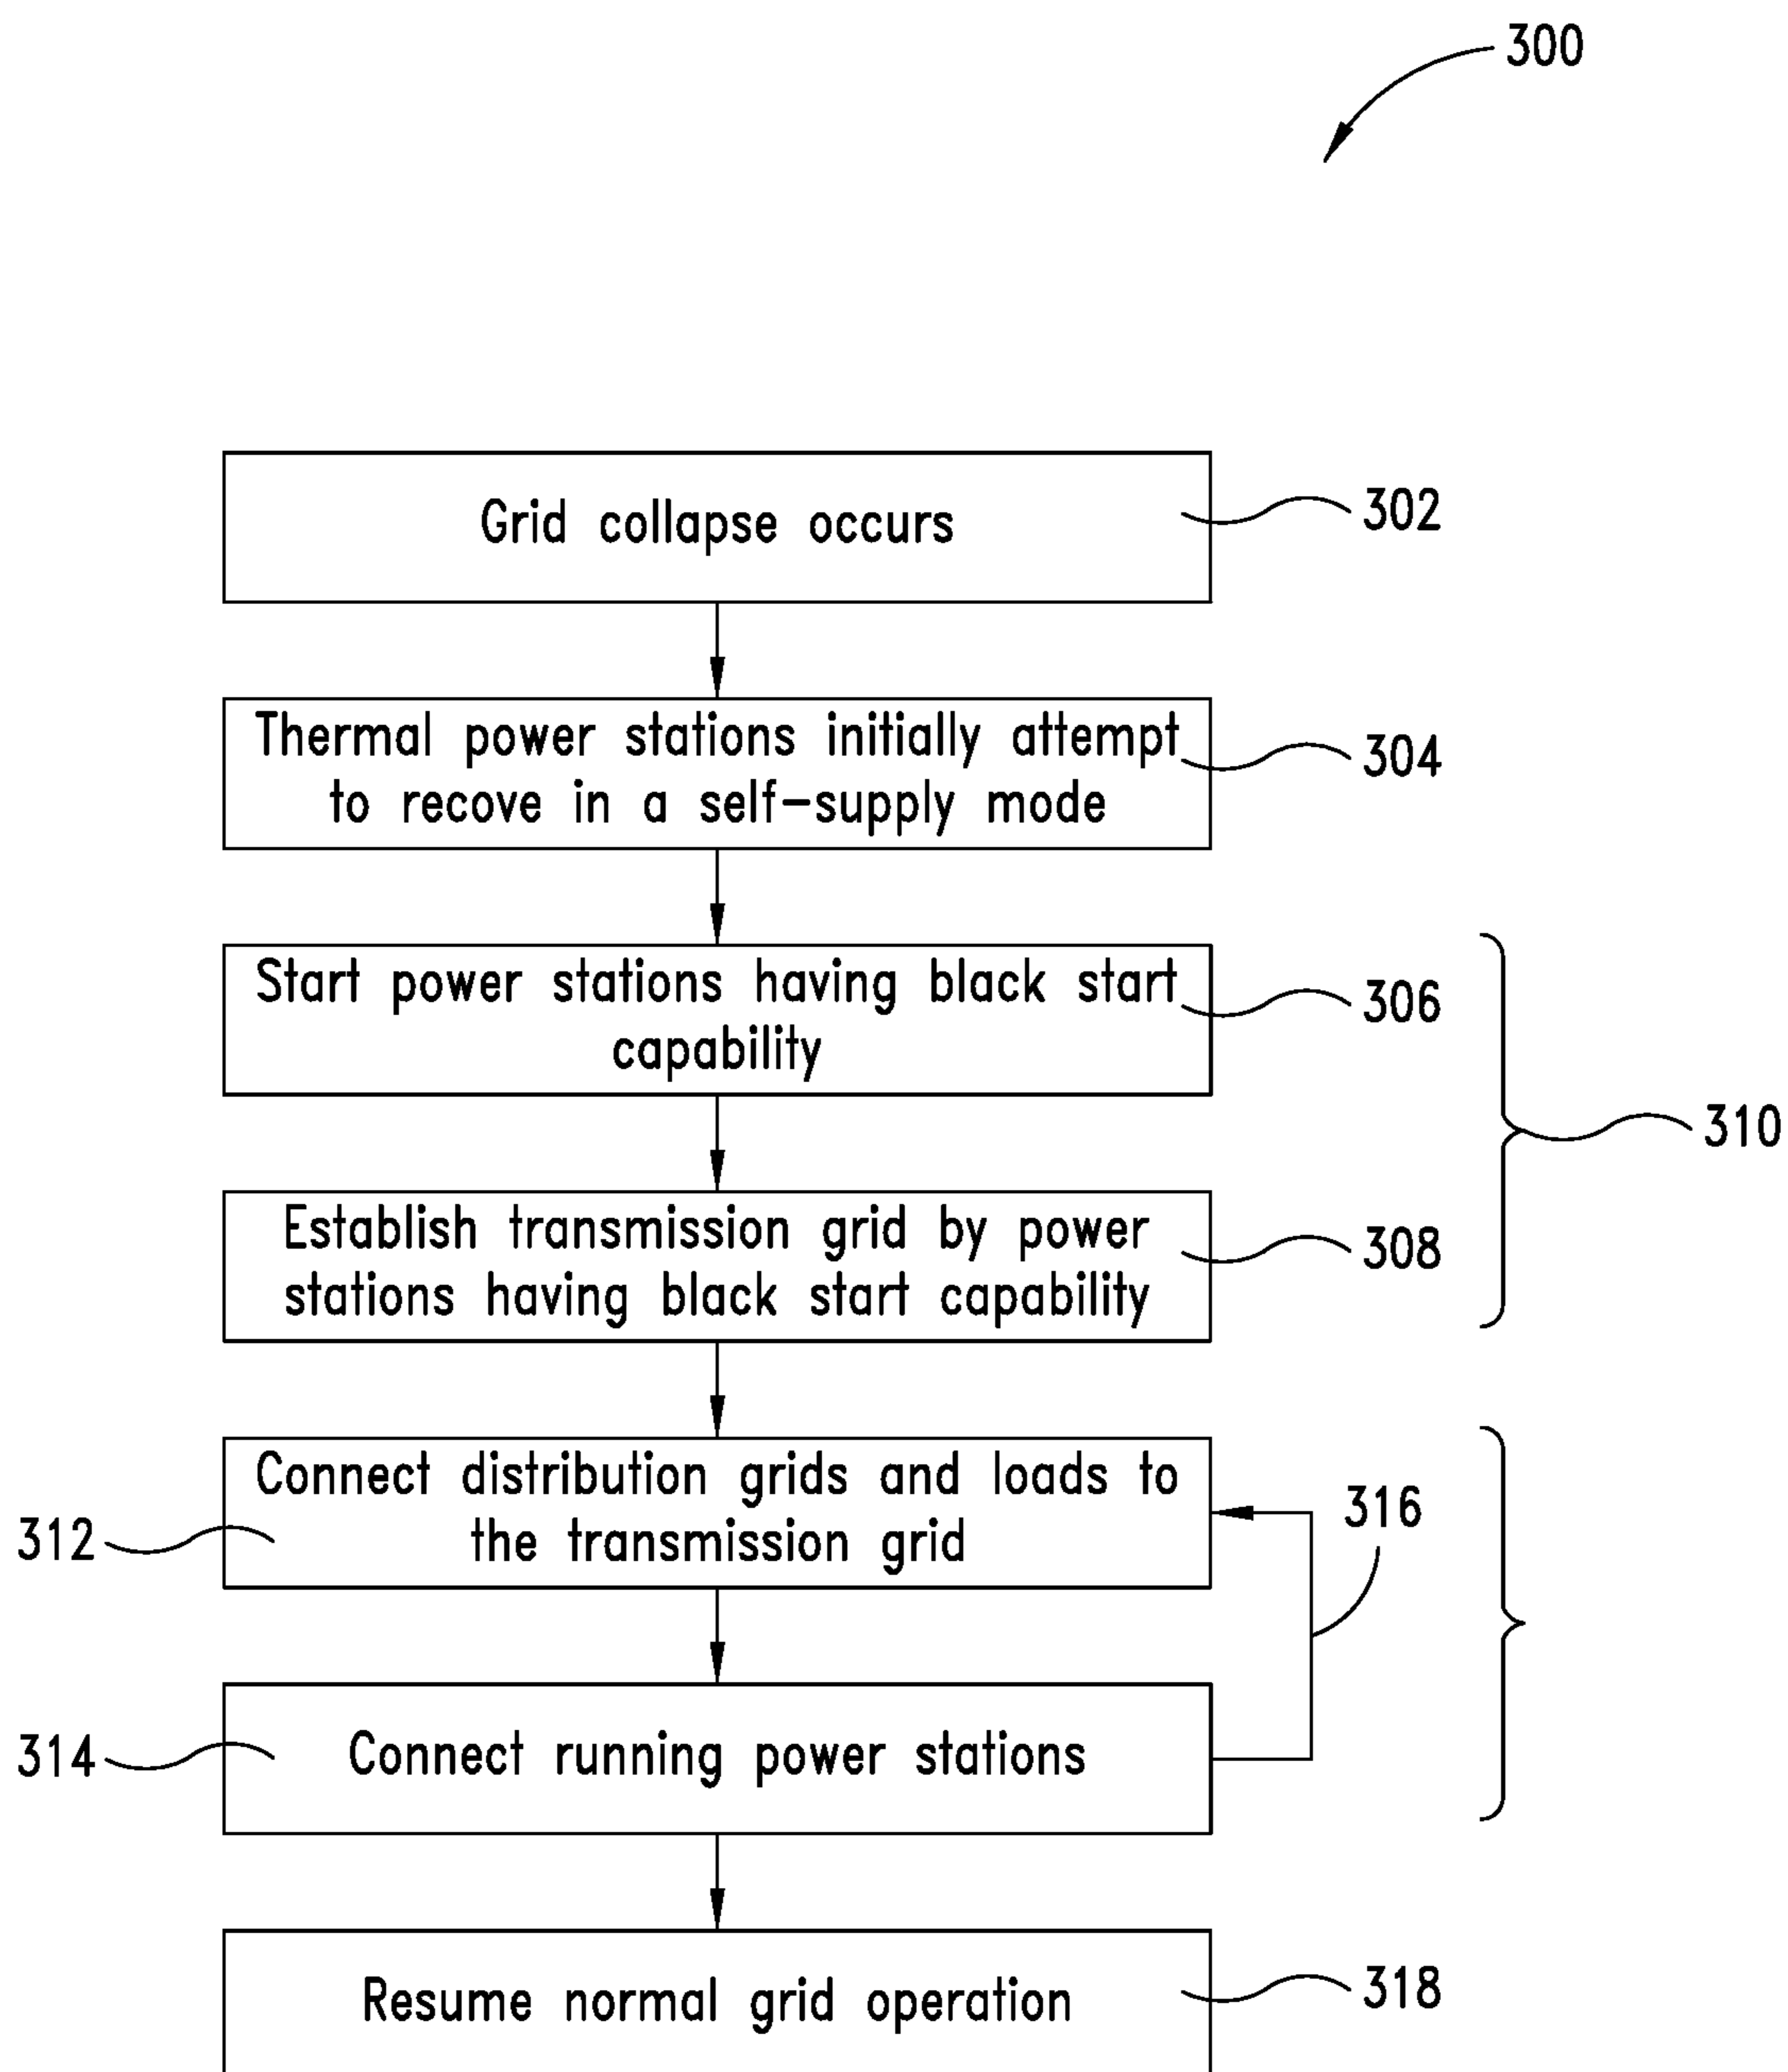 300
Grid collapse occurs
302
Thermal power stations initially attempt
to recove in a self-supply mode
304
Start power stations having black start
capability
306
310
Establish transmission grid by power
stations having black start capability
308
Connect distribution grids and loads to
the transmission grid
312
316
Connect running power stations
314
Resume normal grid operation
318